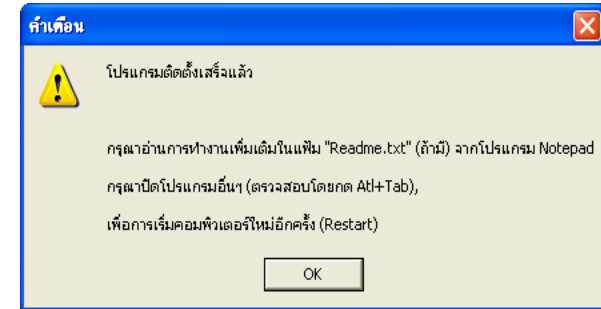 คำเตือน
โปรแกรมติดตั้งเสร็จแล้ว
กรุณาอ่านการทำงานเพิ่มเติมในแฟ้ม "Readme.txt" (ถ้ามี) จากโปรแกรม Notepad
กรุณาปิดโปรแกรมอื่นๆ (ตรวจสอบโดยกด Atl+Tab),
เพื่อการเริ่มคอมพิวเตอร์ใหม่อีกครั้ง (Restart)
OK